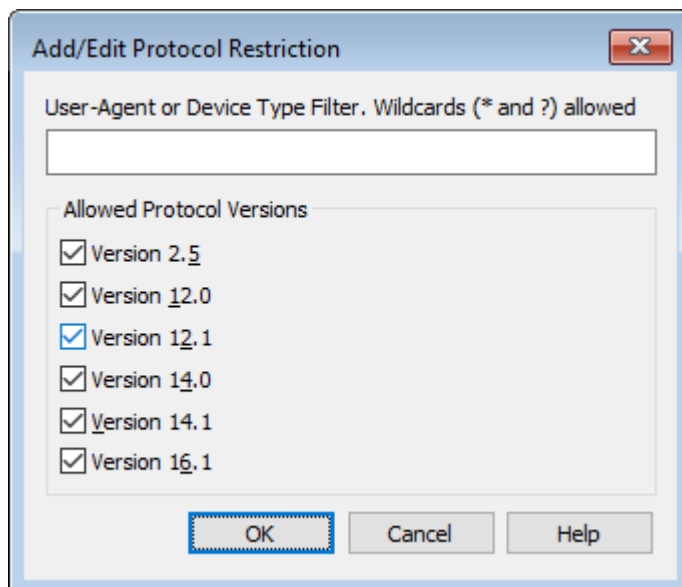 Add/Edit Protocol Restriction
User-Agent or Device Type Filter. Wildcards (* and ?) allowed
Allowed Protocol Versions
Version 2.5
Version 12.0
Version 12.1
Version 14.0
Version 14.1
Version 16.1
OK Cancel Help